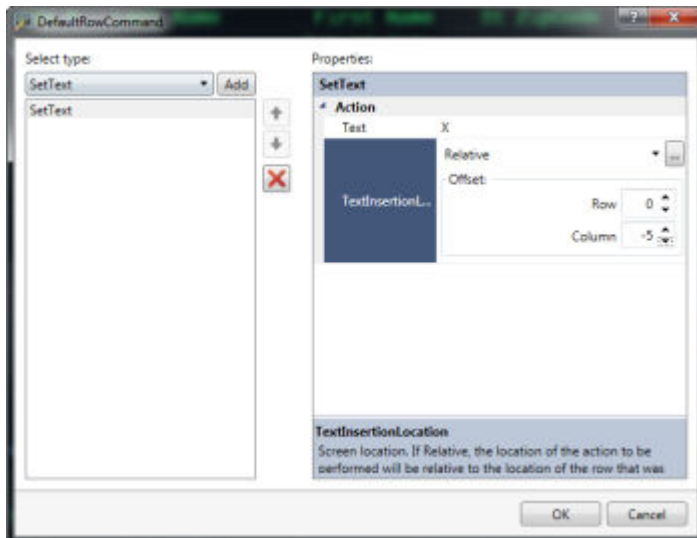 DefaultRowCommand
Select type:
SetText
Add
SetText
Properties:
SetText
Action
Text X
Relative
...
TextInsertionL...
Offset:
Row 0
Column -5
TextInsertionLocation
Screen location. If Relative, the location of the action to be
performed will be relative to the location of the row that was
OK Cancel